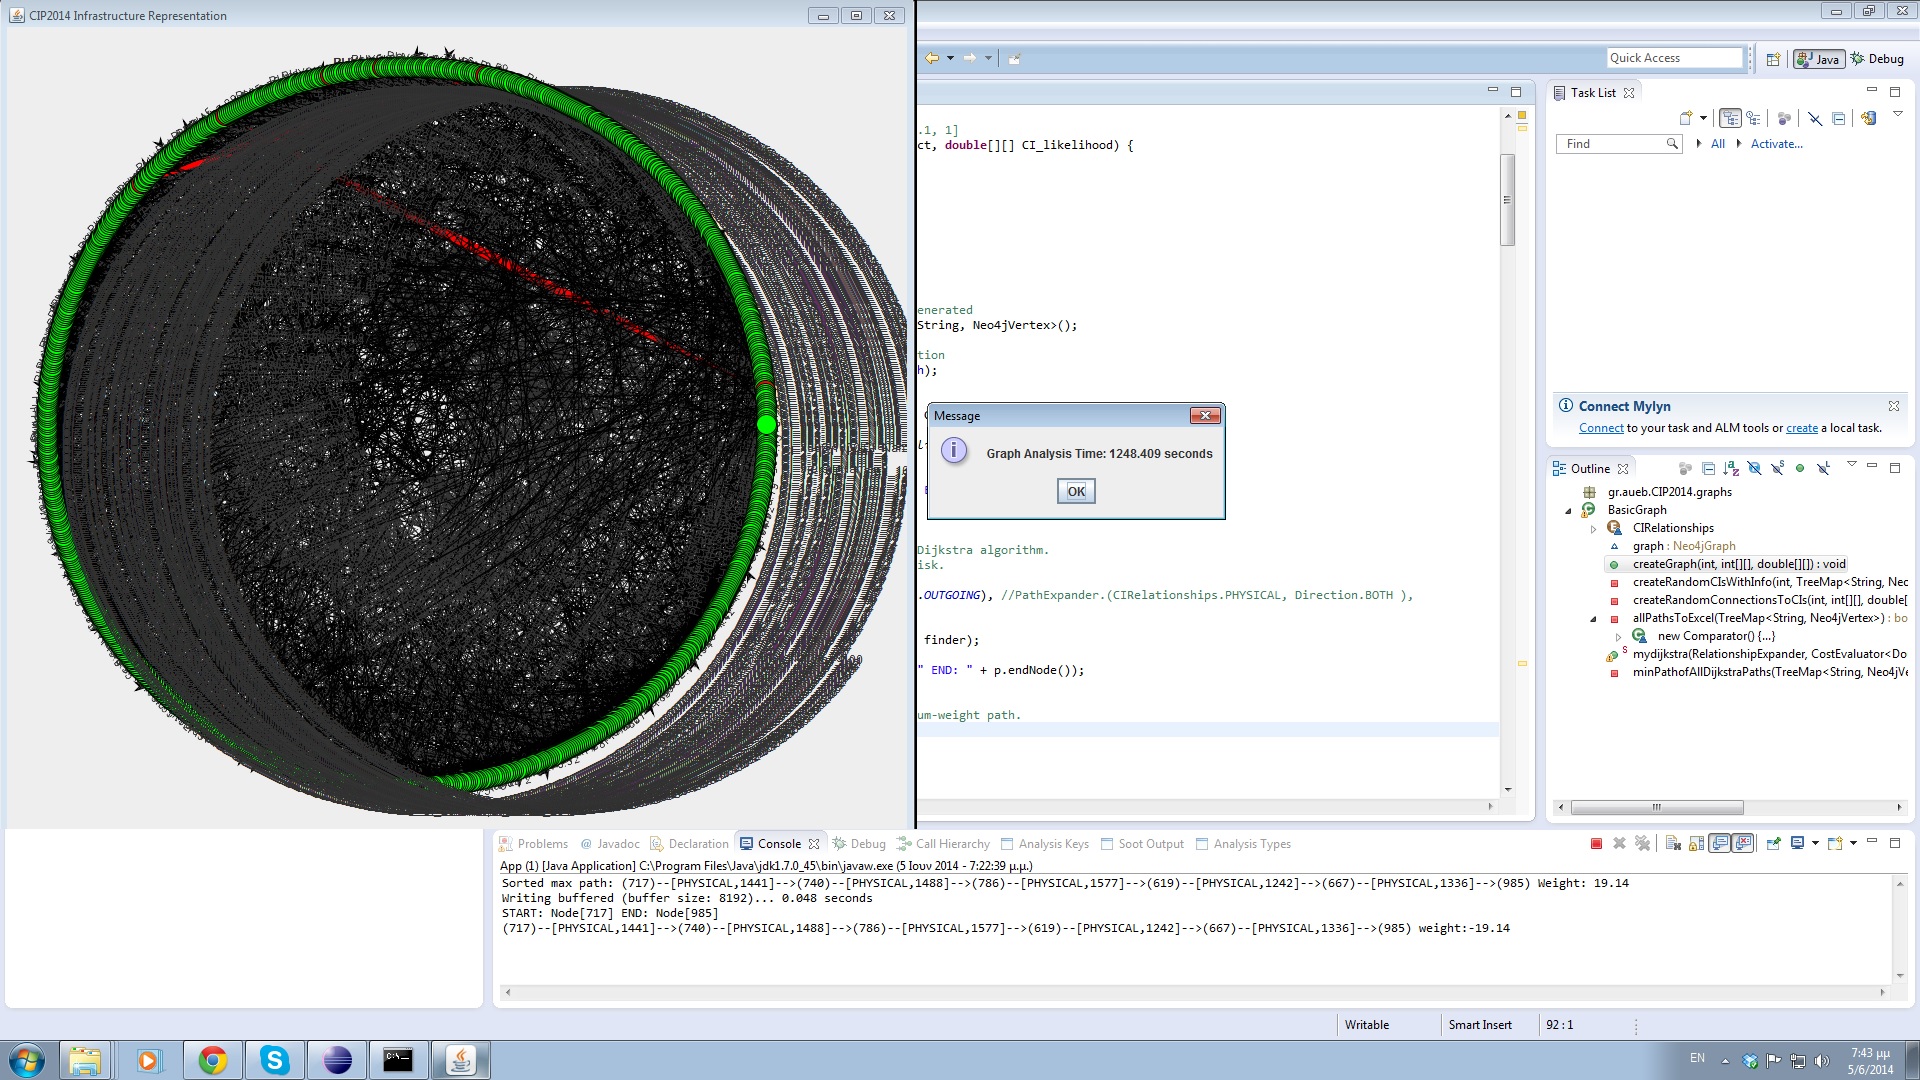 CIP2014 Infrastructure Representation
Quick Access
Java
Debug
.1, 1]
ct, double[][] CI_likelihood) {
enerated
String, Neo4jVertex>();
tion
h);
Dijkstra algorithm.
isk.
.OUTGOING), //PathExpander.(CIRelationships.PHYSICAL, Direction.BOTH ),
finder);
" END: " + p.endNode());
um-weight path.
Message
Graph Analysis Time: 1248.409 seconds
OK
Task List
Find
All
Activate...
Connect Mylyn
Connect to your task and ALM tools or create a local task.
Outline
gr.aueb.CIP2014.graphs
BasicGraph
CIRelationships
graph : Neo4jGraph
createGraph(int, int[][], double[][]) : void
createRandomCIsWithInfo(int, TreeMap<String, Neo
createRandomConnectionsToCIs(int, int[][], double[
allPathsToExcel(TreeMap<String, Neo4jVertex>) : bo
new Comparator() {...}
mydijkstra(RelationshipExpander, CostEvaluator<Do
minPathofAllDijkstraPaths(TreeMap<String, Neo4jVe
Problems
@ Javadoc
Declaration
Console
Debug
Call Hierarchy
Analysis Keys
Soot Output
Analysis Types
App (1) [Java Application] C:\Program Files\Java\jdk1.7.0_45\bin\javaw.exe (5 Ιουν 2014 - 7:22:39 μ.μ.)
Sorted max path: (717)--[PHYSICAL,1441]-->(740)--[PHYSICAL,1488]-->(786)--[PHYSICAL,1577]-->(619)--[PHYSICAL,1242]-->(667)--[PHYSICAL,1336]-->(985) Weight: 19.14
Writing buffered (buffer size: 8192)... 0.048 seconds
START: Node[717] END: Node[985]
(717)--[PHYSICAL,1441]-->(740)--[PHYSICAL,1488]-->(786)--[PHYSICAL,1577]-->(619)--[PHYSICAL,1242]-->(667)--[PHYSICAL,1336]-->(985) weight:-19.14
Writable
Smart Insert
92 : 1
EN
7:43 μμ
5/6/2014